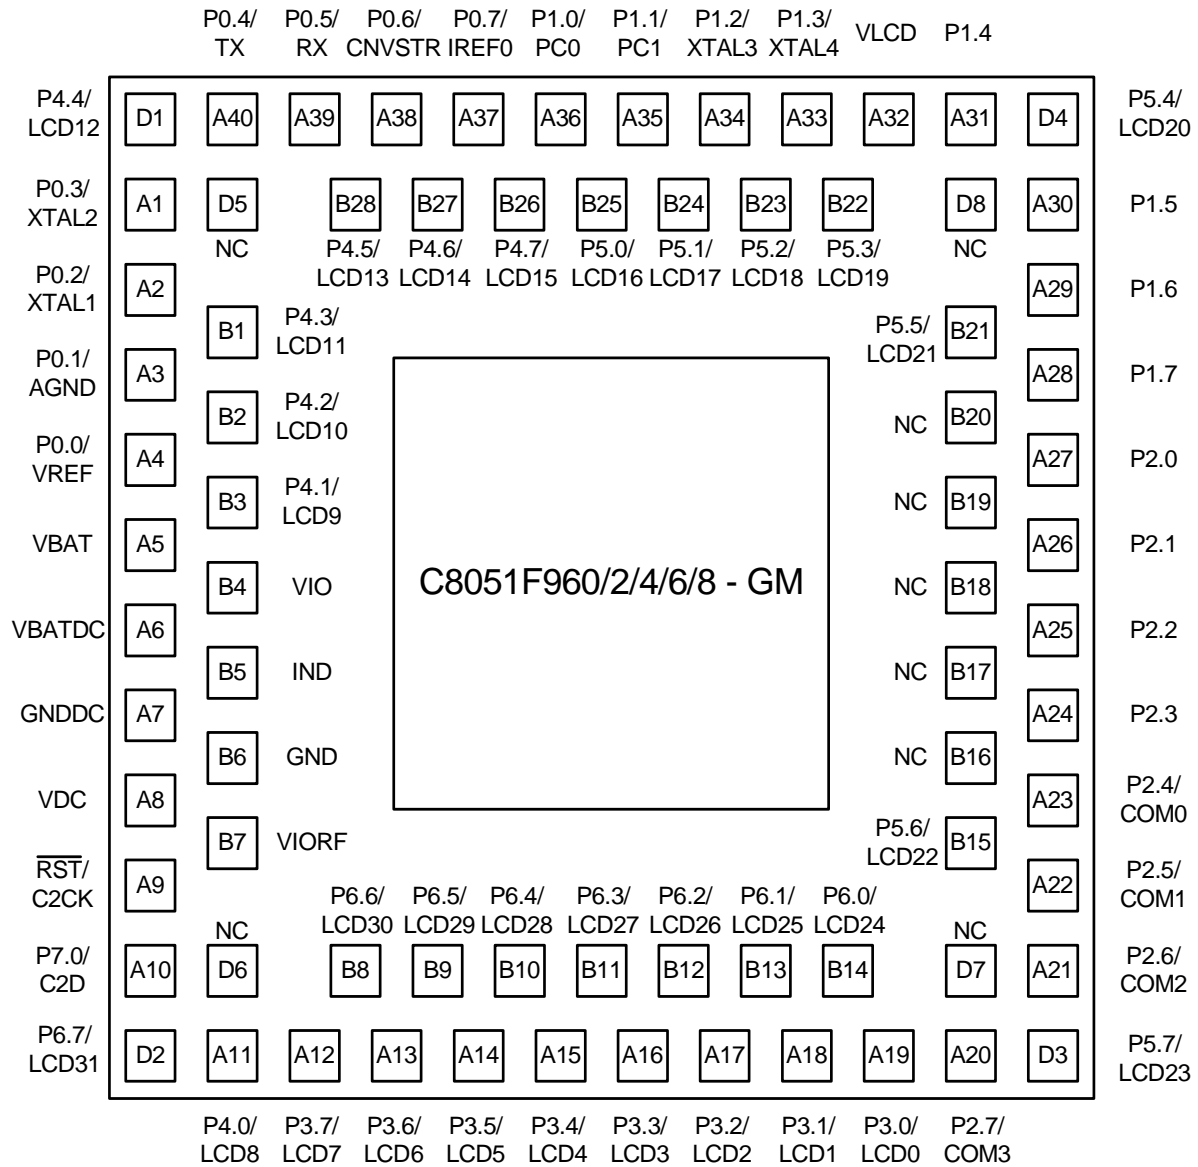 P0.4/ P0.5/ P0.6/ P0.7/ P1.0/ P1.1/ P1.2/ P1.3/ VLCD P1.4
TX RX CNVSTR IREF0 PC0 PC1 XTAL3 XTAL4
P4.4/ P5.4/
LCD12 D1 A40 A39 A38 A37 A36 A35 A34 A33 A32 A31 D4 LCD20
P0.3/
XTAL2 A1 D5 B28 B27 B26 B25 B24 B23 B22 D8 A30 P1.5
NC P4.5/ P4.6/ P4.7/ P5.0/ P5.1/ P5.2/ P5.3/ NC
LCD13 LCD14 LCD15 LCD16 LCD17 LCD18 LCD19
P0.2/
XTAL1 A2 A29 P1.6
B1 P4.3/ P5.5/ B21
LCD11 LCD21
P0.1/
AGND A3 A28 P1.7
B2 P4.2/ NC B20
LCD10
P0.0/
VREF A4 A27 P2.0
B3 P4.1/ NC B19
LCD9
VBAT A5 A26 P2.1
B4 VIO C8051F960/2/4/6/8 - GM NC B18
VBATDC A6 A25 P2.2
B5 IND NC B17
GNDDC A7 A24 P2.3
B6 GND NC B16
VDC A8 A23 P2.4/
COM0
B7 VIORF P5.6/ B15
LCD22
RST/ P2.5/
C2CK A9 A22 COM1
P6.6/ P6.5/ P6.4/ P6.3/ P6.2/ P6.1/ P6.0/
NC LCD30 LCD29 LCD28 LCD27 LCD26 LCD25 LCD24 NC
P7.0/ P2.6/
C2D A10 D6 B8 B9 B10 B11 B12 B13 B14 D7 A21 COM2
P6.7/ P5.7/
LCD31 D2 A11 A12 A13 A14 A15 A16 A17 A18 A19 A20 D3 LCD23
P4.0/ P3.7/ P3.6/ P3.5/ P3.4/ P3.3/ P3.2/ P3.1/ P3.0/ P2.7/
LCD8 LCD7 LCD6 LCD5 LCD4 LCD3 LCD2 LCD1 LCD0 COM3